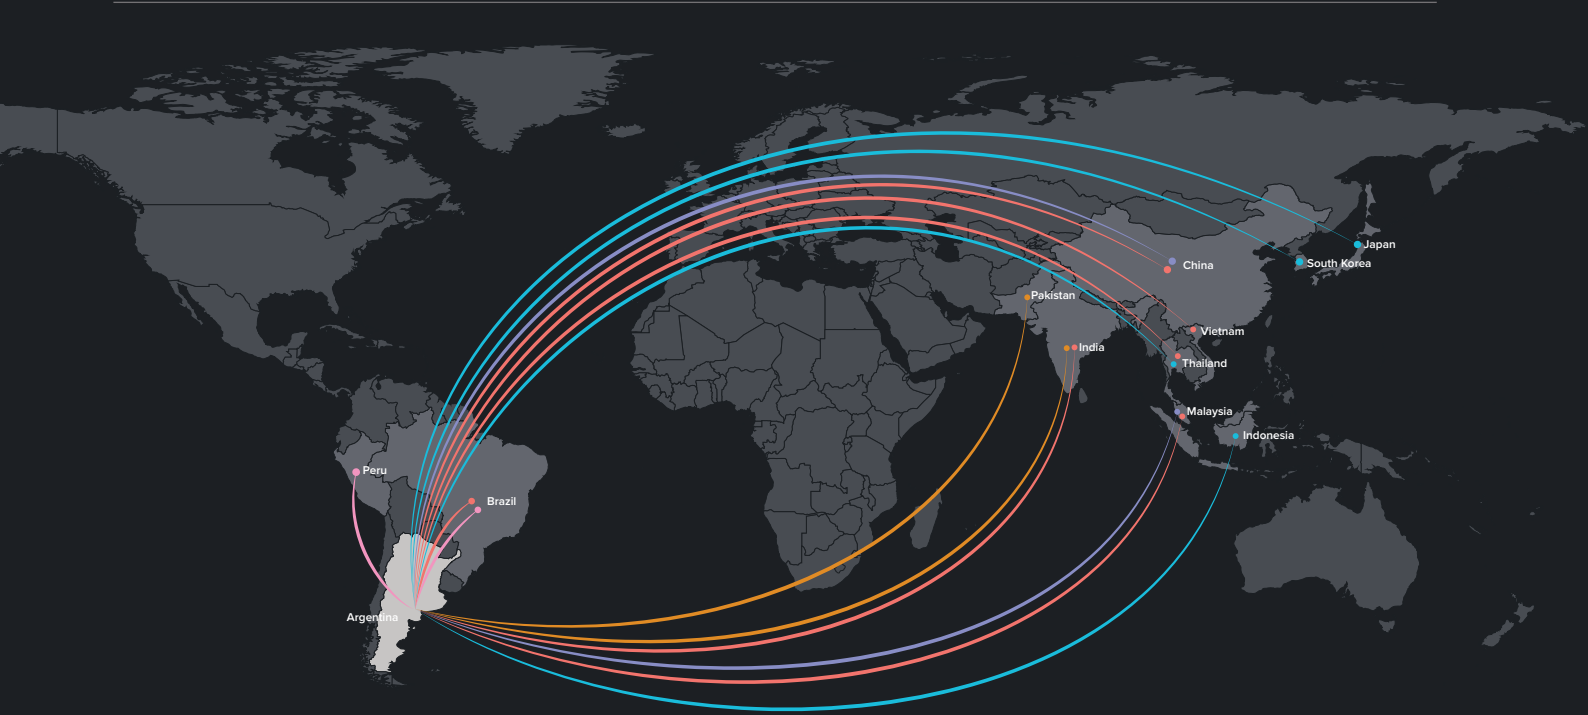 Japan
South Korea
China
Pakistan
Vietnam
India
Thailand
Malaysia
Indonesia
Peru
Brazil
Argentina